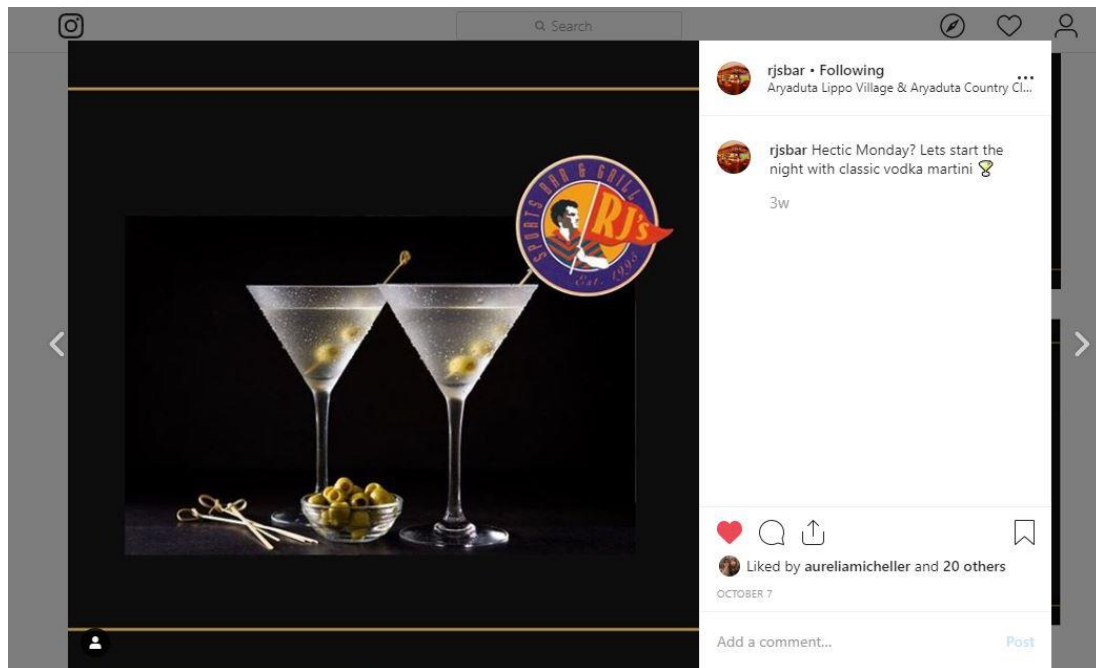 Search
SPORTS BAR & GRILL
RJ's
Est. 1996
rjsbar • Following
Aryaduta Lippo Village & Aryaduta Country Cl...
rjsbar Hectic Monday? Lets start the
night with classic vodka martini
3w
Liked by aureliamicheller and 20 others
OCTOBER 7
Add a comment...
Post